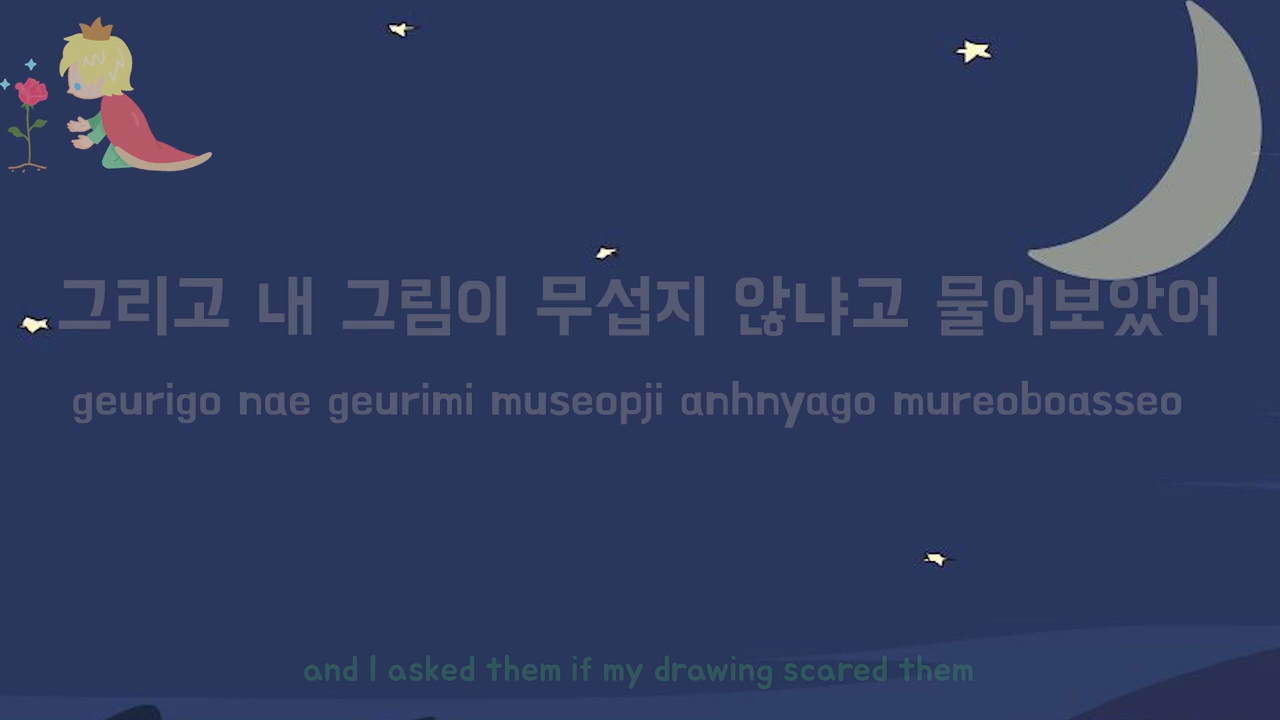 그리고 내 그림이 무섭지 않냐고 물어보았어
geurigo nae geurimi museopji anhnyago mureoboasseo
and I asked them if my drawing scared them